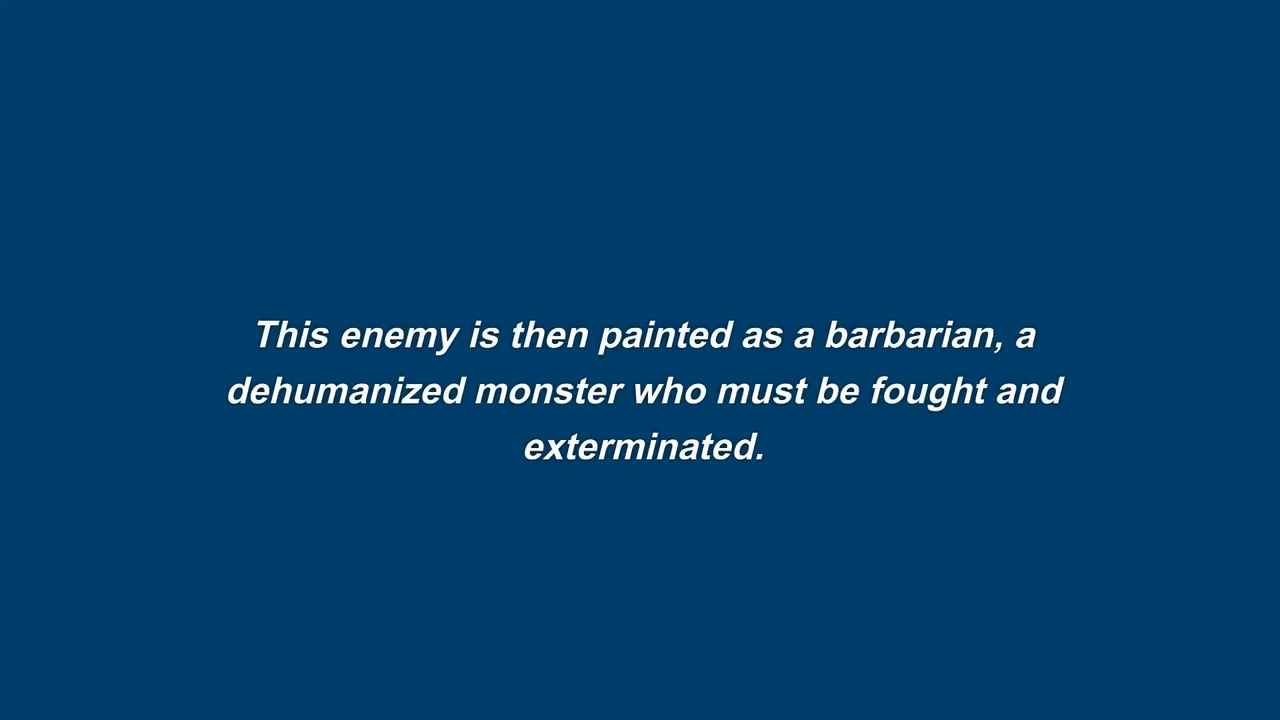 This enemy is then painted as a barbarian, a
dehumanized monster who must be fought and
exterminated.